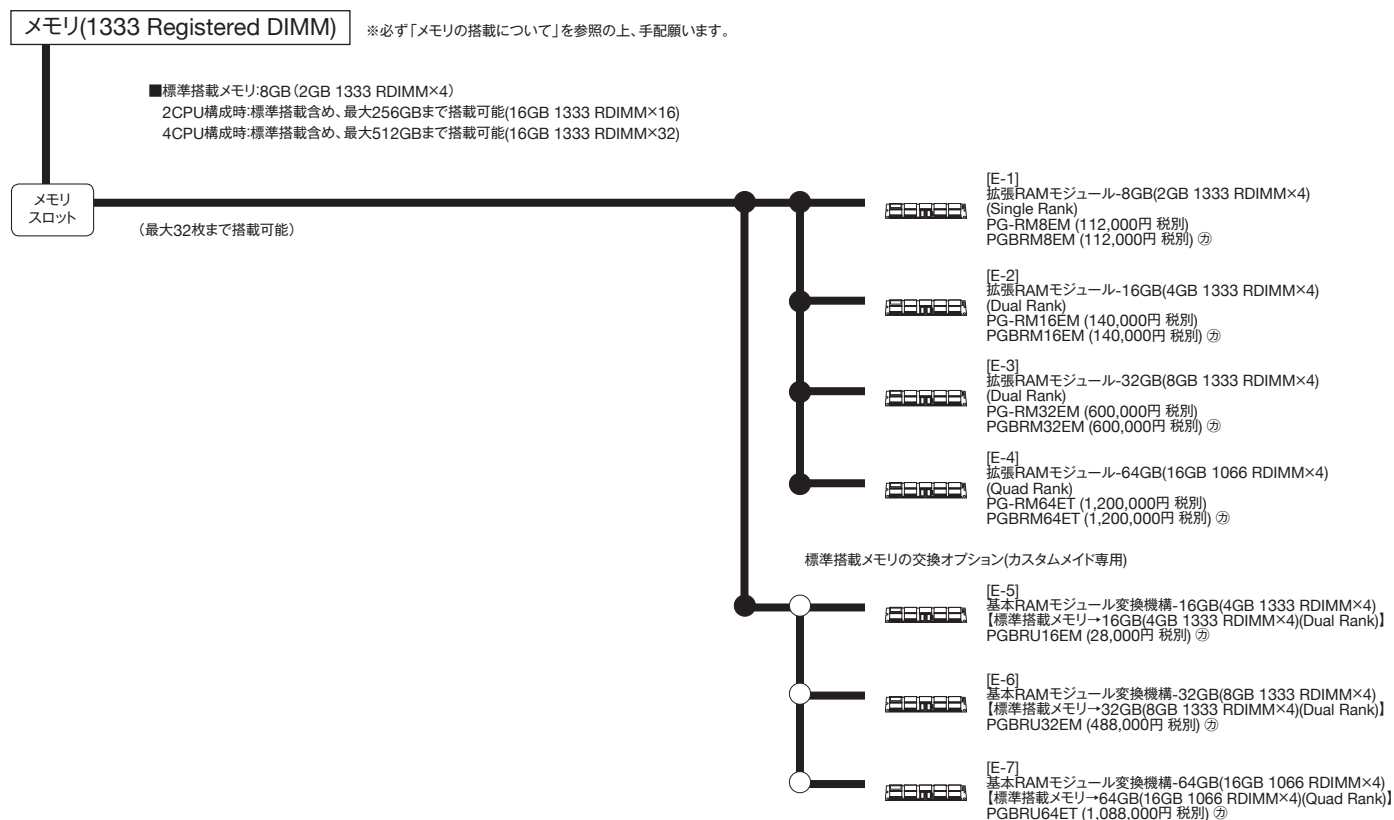 メモリ(1333 Registered DIMM)
※必ず「メモリの搭載について」を参照の上、手配願います。
■標準搭載メモリ:8GB(2GB 1333 RDIMM×4)
2CPU構成時:標準搭載含め、最大256GBまで搭載可能(16GB 1333 RDIMM×16)
4CPU構成時:標準搭載含め、最大512GBまで搭載可能(16GB 1333 RDIMM×32)
メモリ
スロット
(最大32枚まで搭載可能)
[E-1]
拡張RAMモジュール-8GB(2GB 1333 RDIMM×4)
(Single Rank)
PG-RM8EM (112,000円 税別)
PGBRM8EM (112,000円 税別) ㋕
[E-2]
拡張RAMモジュール-16GB(4GB 1333 RDIMM×4)
(Dual Rank)
PG-RM16EM (140,000円 税別)
PGBRM16EM (140,000円 税別) ㋕
[E-3]
拡張RAMモジュール-32GB(8GB 1333 RDIMM×4)
(Dual Rank)
PG-RM32EM (600,000円 税別)
PGBRM32EM (600,000円 税別) ㋕
[E-4]
拡張RAMモジュール-64GB(16GB 1066 RDIMM×4)
(Quad Rank)
PG-RM64ET (1,200,000円 税別)
PGBRM64ET (1,200,000円 税別) ㋕
標準搭載メモリの交換オプション(カスタムメイド専用)
[E-5]
基本RAMモジュール変換機構-16GB(4GB 1333 RDIMM×4)
【標準搭載メモリ→16GB(4GB 1333 RDIMM×4)(Dual Rank)】
PGBRU16EM (28,000円 税別) ㋕
[E-6]
基本RAMモジュール変換機構-32GB(8GB 1333 RDIMM×4)
【標準搭載メモリ→32GB(8GB 1333 RDIMM×4)(Dual Rank)】
PGBRU32EM (488,000円 税別) ㋕
[E-7]
基本RAMモジュール変換機構-64GB(16GB 1066 RDIMM×4)
【標準搭載メモリ→64GB(16GB 1066 RDIMM×4)(Quad Rank)】
PGBRU64ET (1,088,000円 税別) ㋕